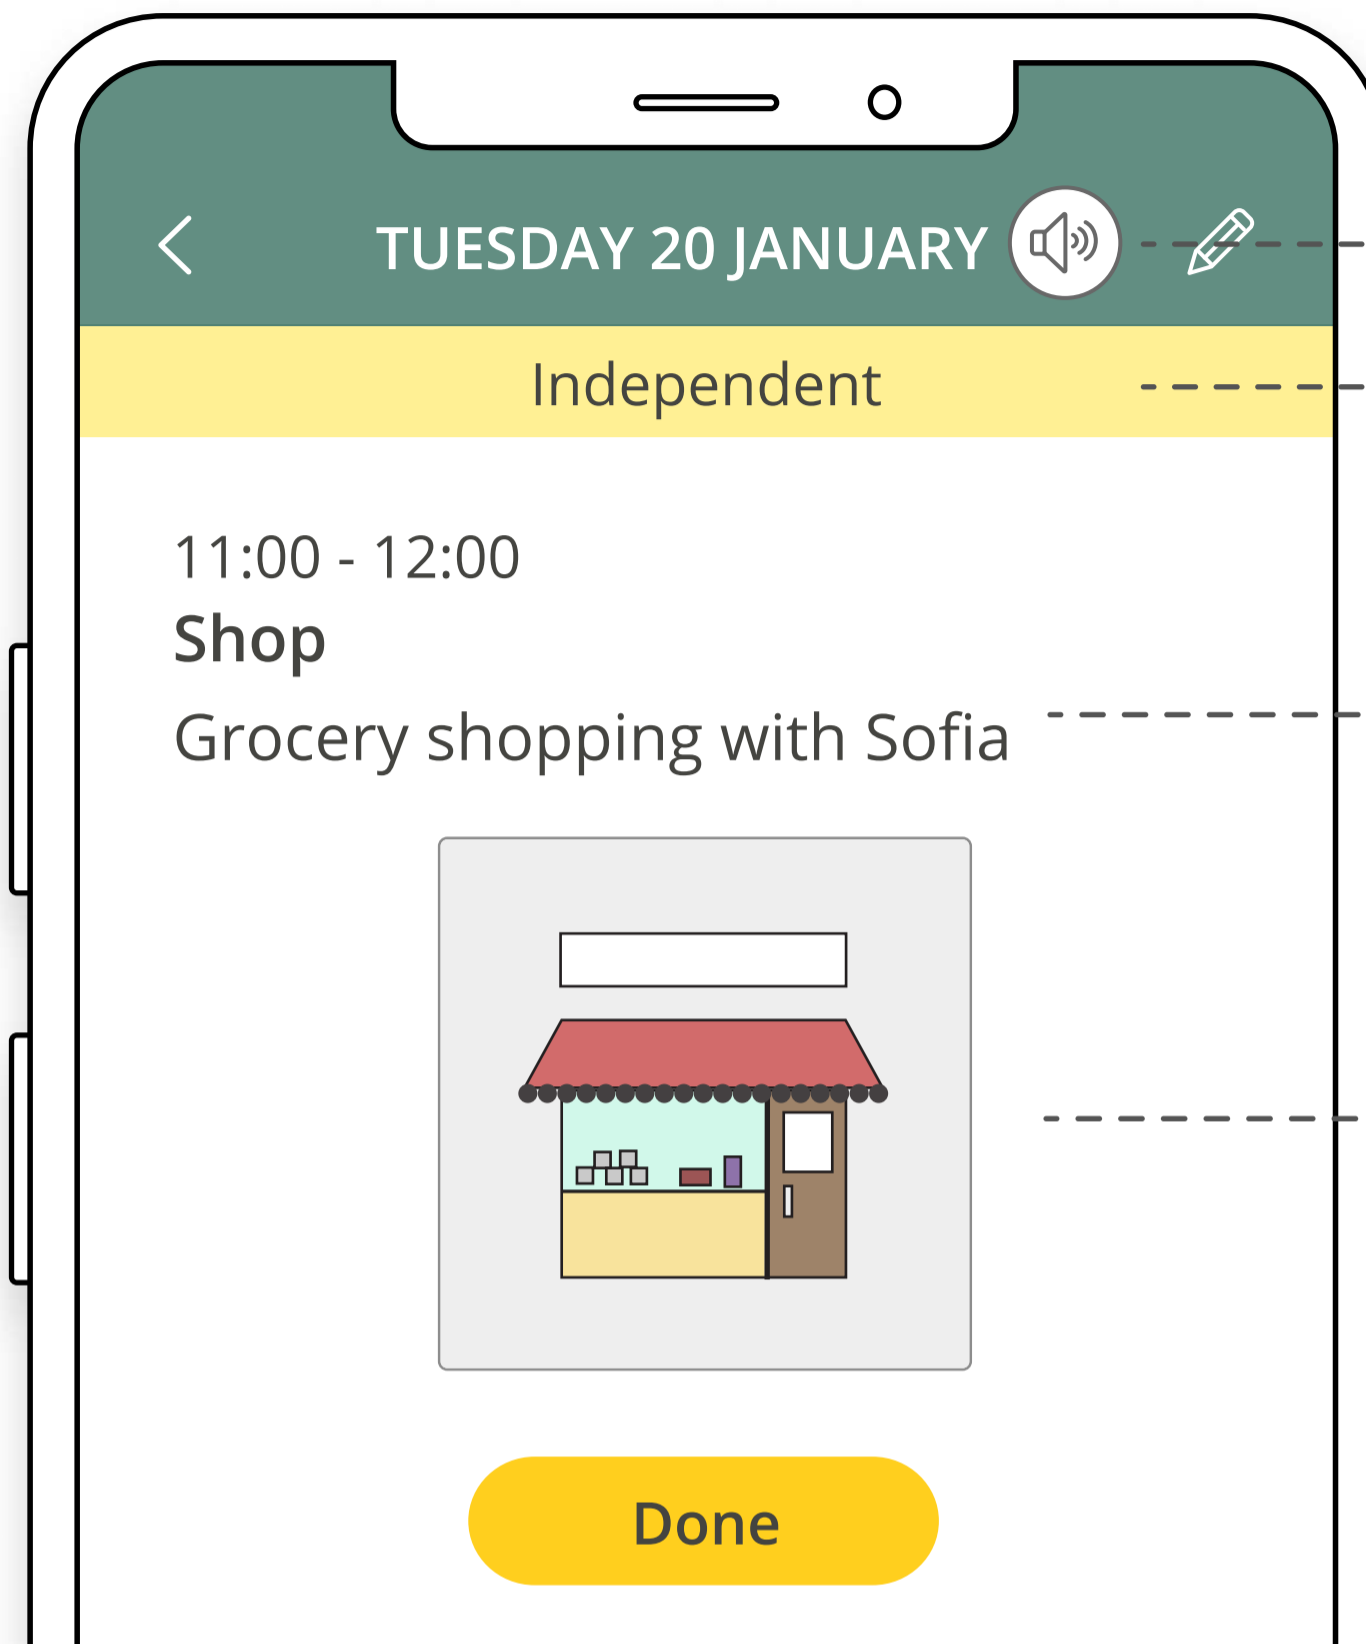 TUESDAY 20 JANUARY
Independent
11:00 - 12:00
Shop
Grocery shopping with Sofia
Done